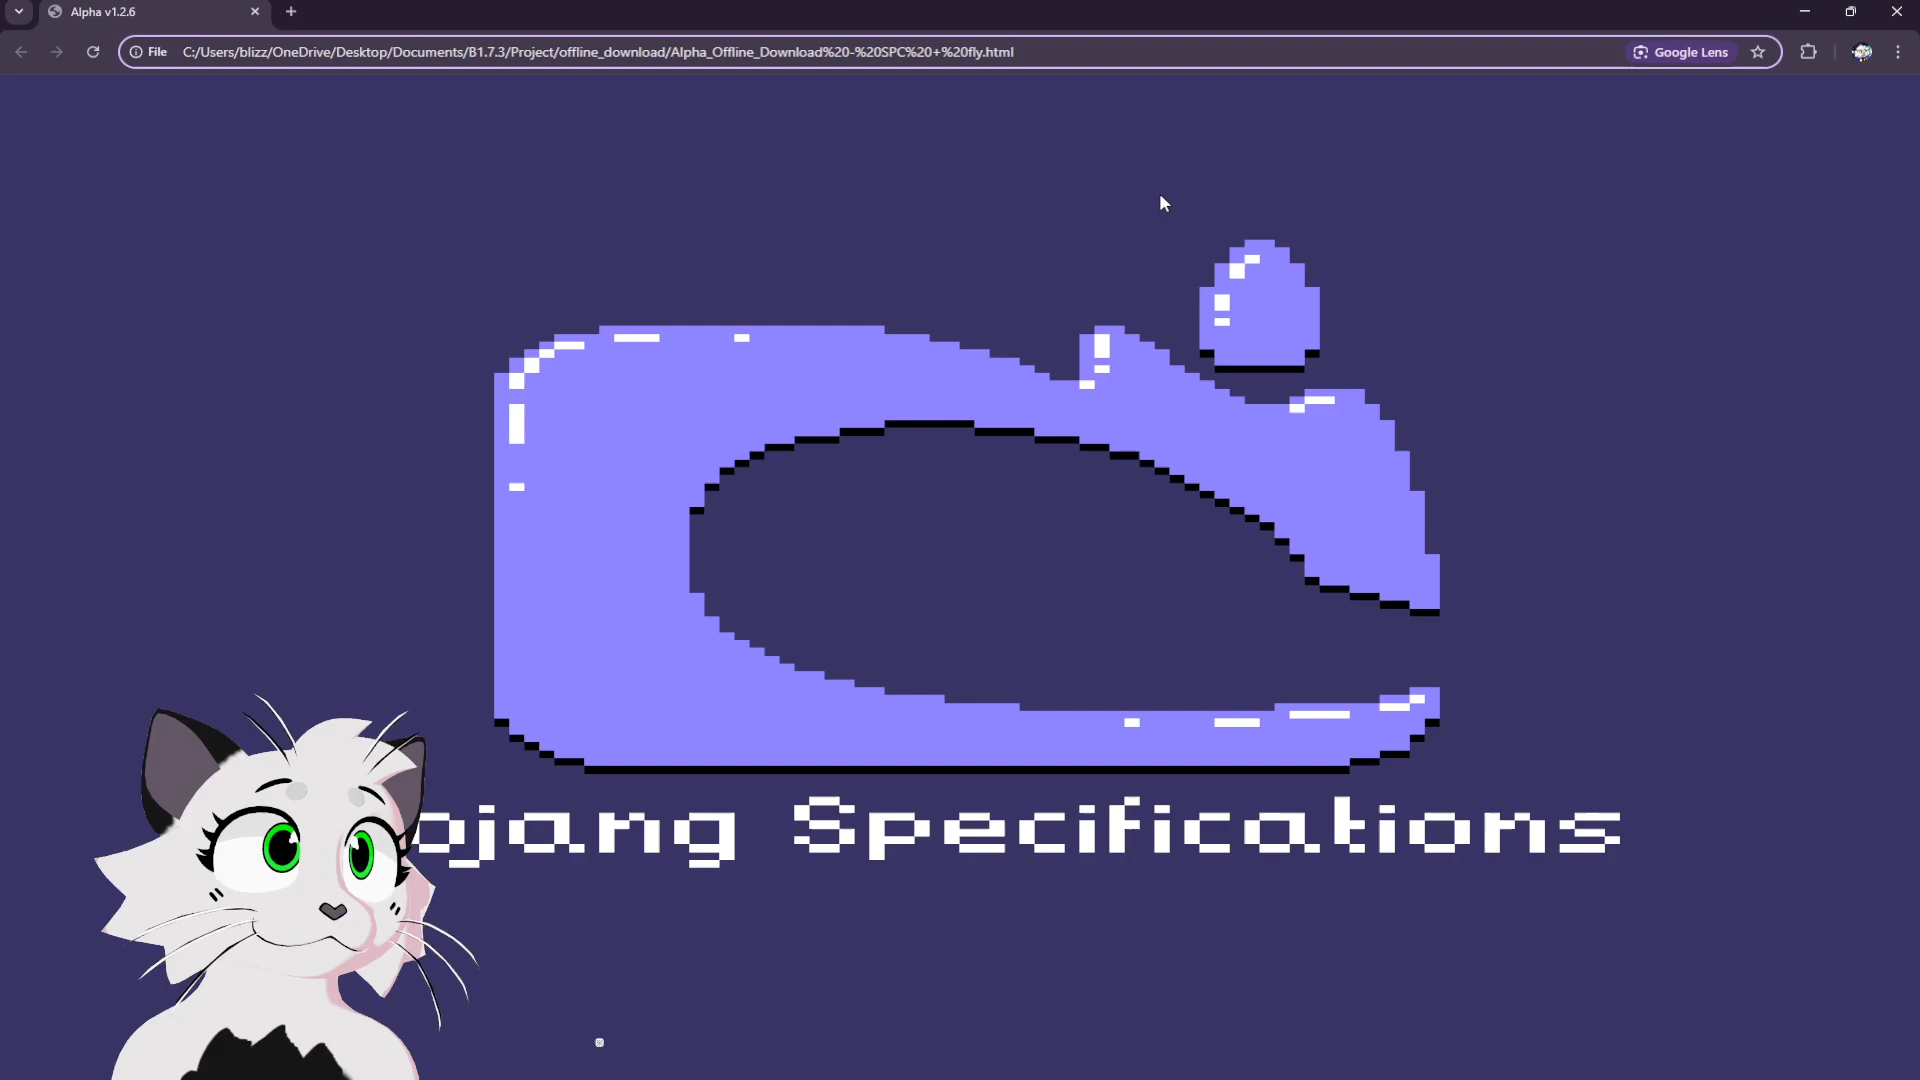 Alpha v1.2.6
File C:/Users/blizz/OneDrive/Desktop/Documents/B1.7.3/Project/offline_download/Alpha_Offline_Download%20-%20SPC%20+%20fly.html Google Lens
ojang Specifications